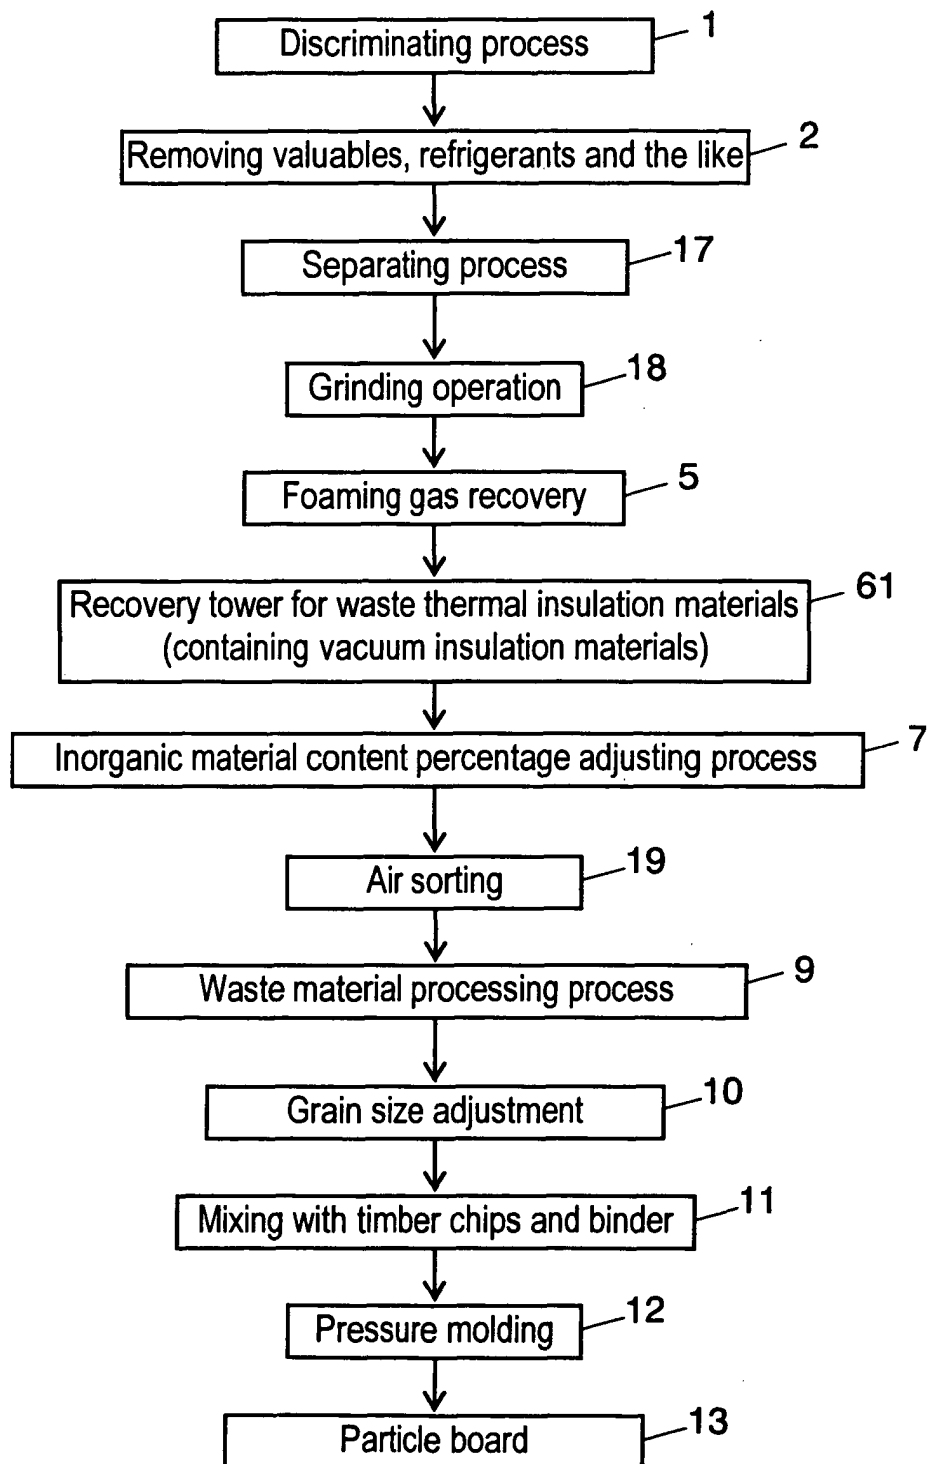 Discriminating process 1
Removing valuables, refrigerants and the like 2
Separating process 17
Grinding operation 18
Foaming gas recovery 5
Recovery tower for waste thermal insulation materials 61
(containing vacuum insulation materials)
Inorganic material content percentage adjusting process 7
Air sorting 19
Waste material processing process 9
Grain size adjustment 10
Mixing with timber chips and binder 11
Pressure molding 12
Particle board 13